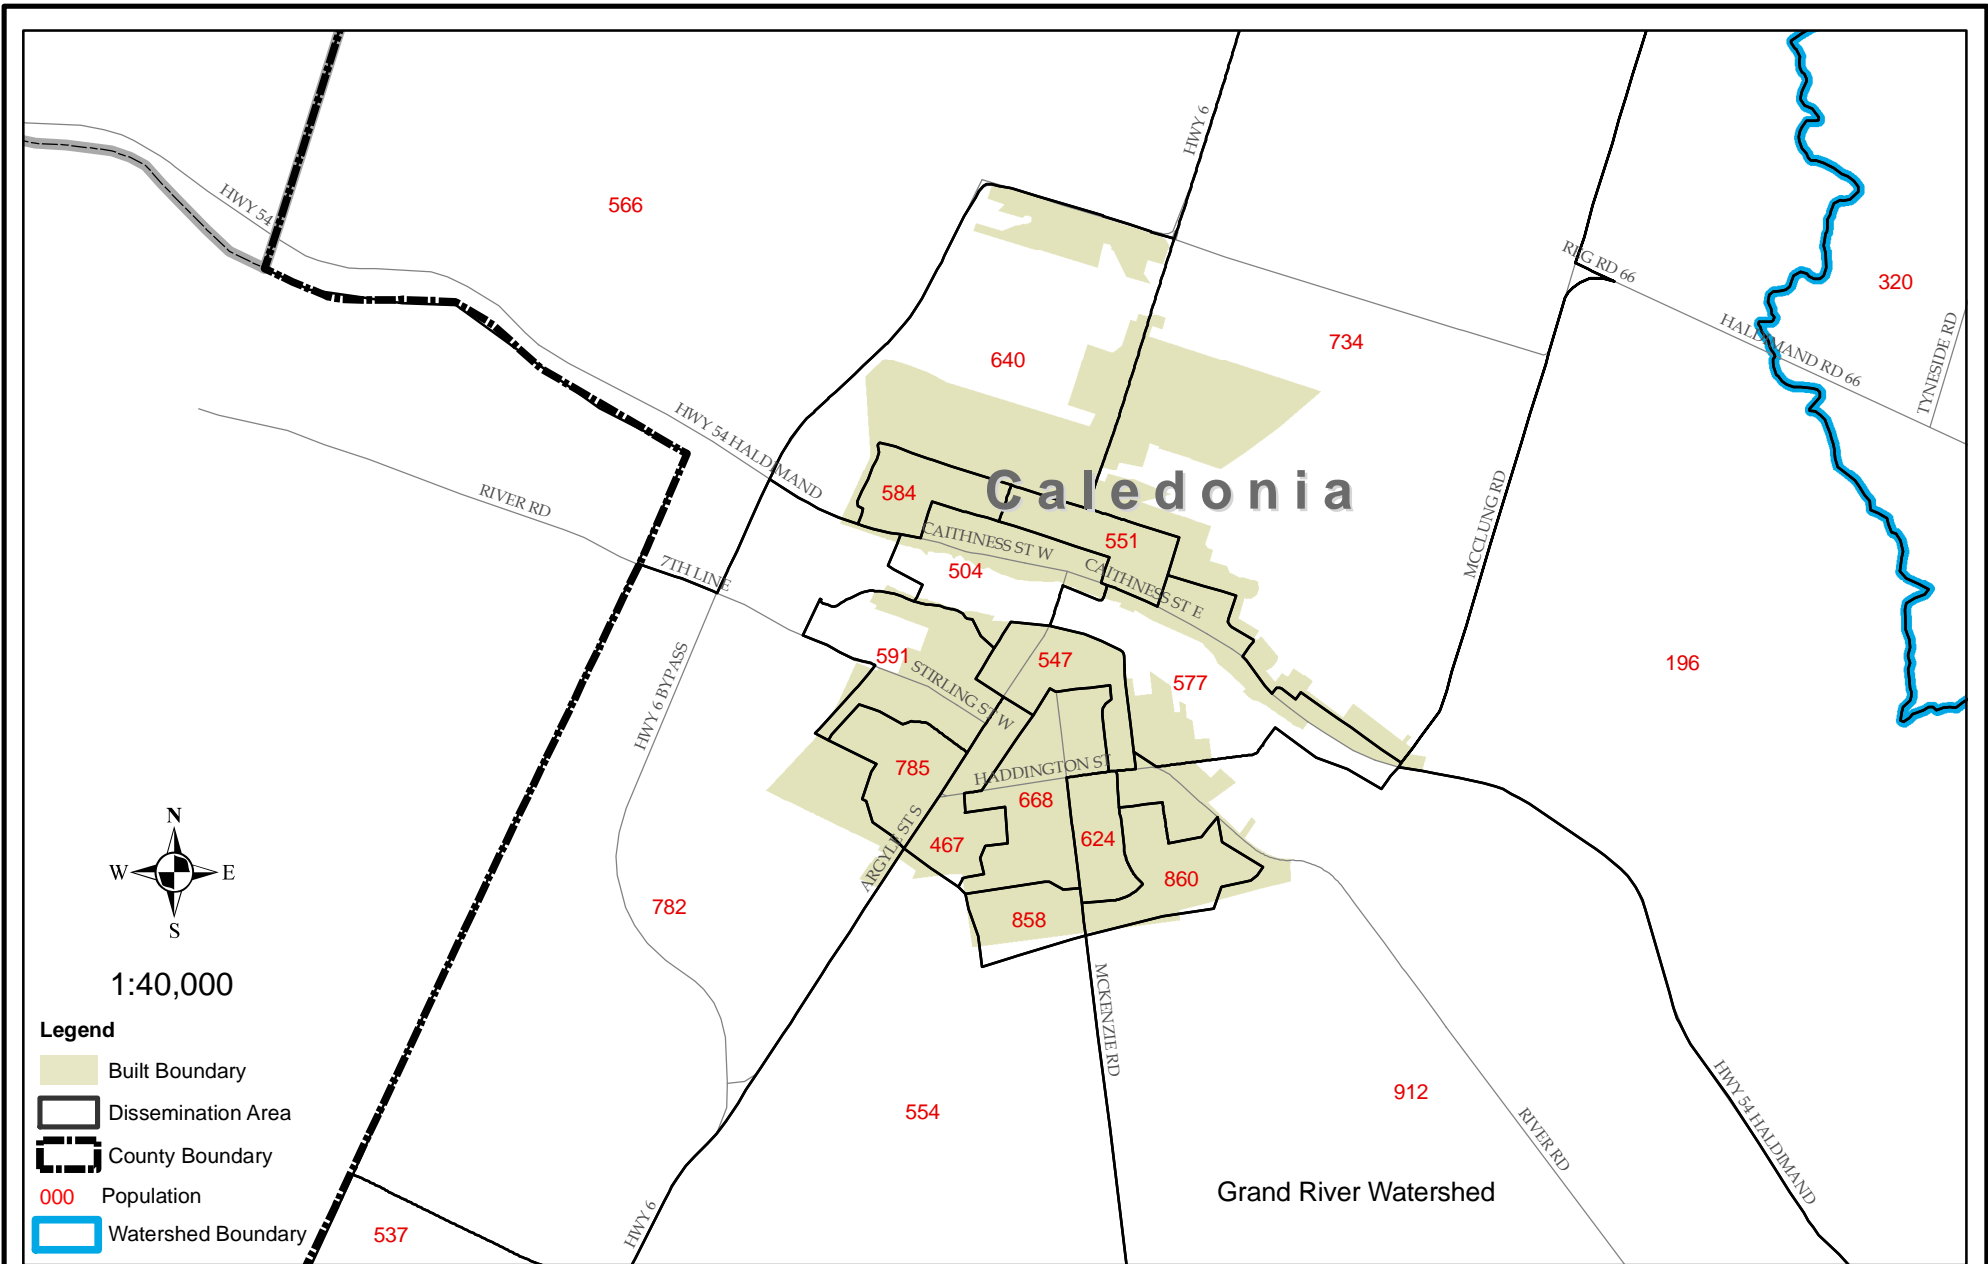 HWY 6
HWY 54
566
REG RD 66
320
HALDIMAND RD 66
TYNESIDE RD
734
640
HWY 54 HALDIMAND
RIVER RD
Caledonia
584
MCCLUNG RD
CAITHNESS ST W
551
504
CAITHNESS ST E
7TH LINE
591
547
577
196
STIRLING ST W
HWY 6 BYPASS
785
HADDINGTON ST
668
467
624
ARGYLE ST S
860
782
858
N
W
E
S
1:40,000
MCKENZIE RD
554
912
RIVER RD
HWY 54 HALDIMAND
Grand River Watershed
HWY 6
537
Legend
Built Boundary
Dissemination Area
County Boundary
000 Population
Watershed Boundary